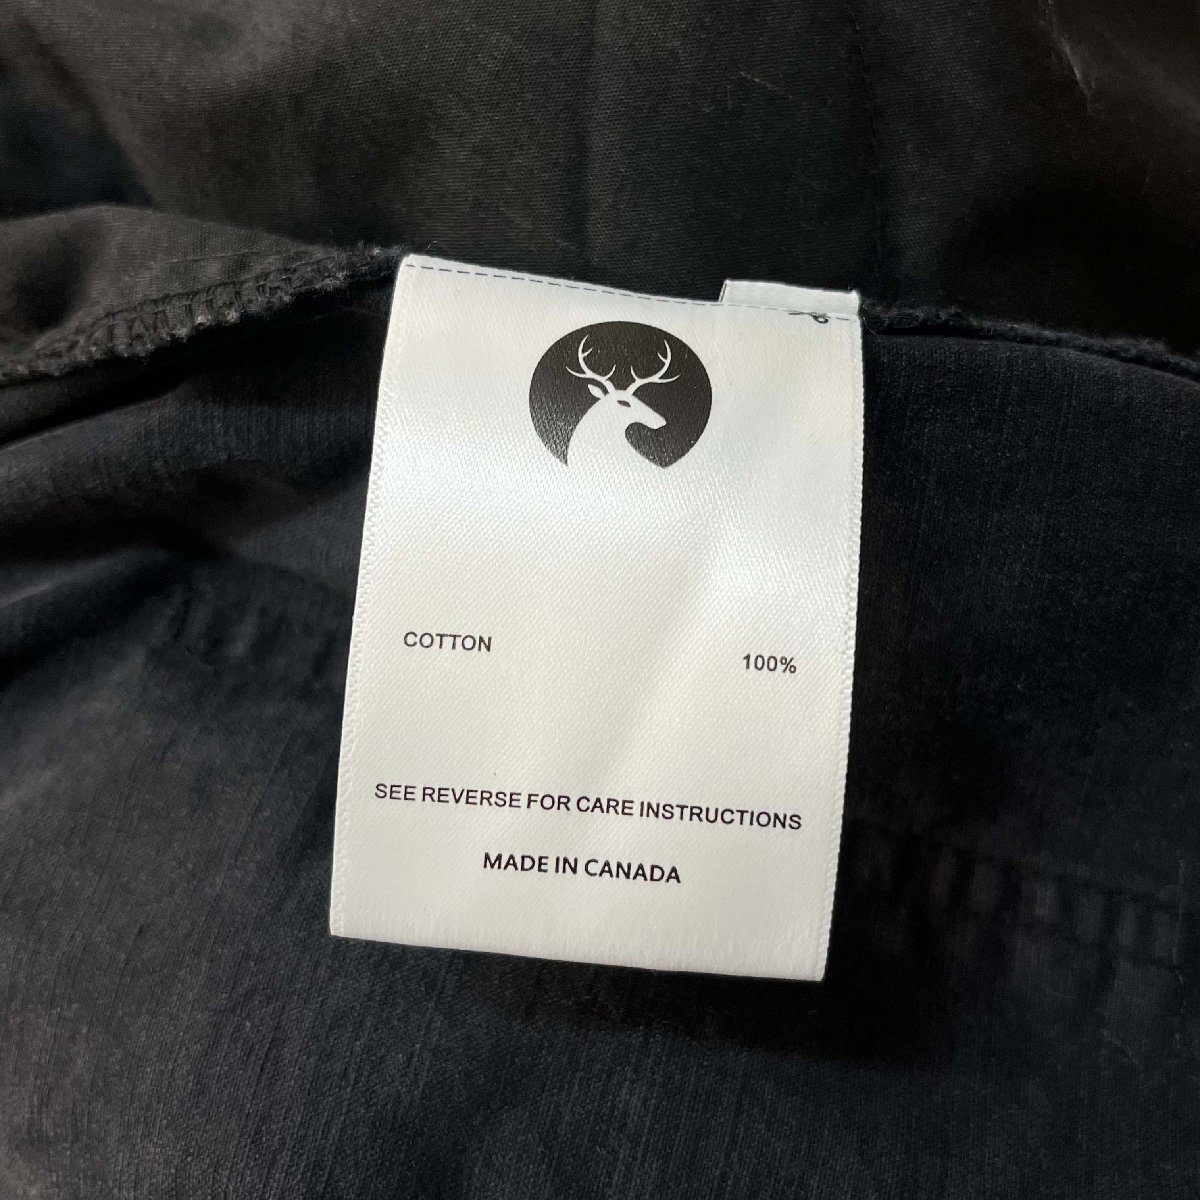 COTTON 100%
SEE REVERSE FOR CARE INSTRUCTIONS
MADE IN CANADA